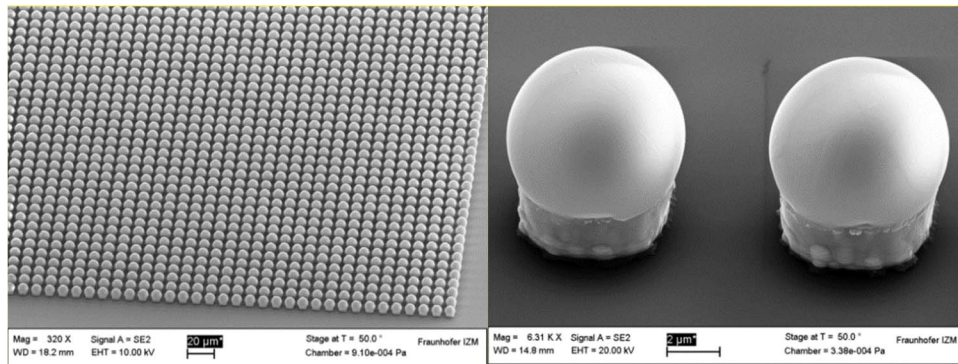 Mag = 320 X Signal A = SE2 20 µm* Stage at T = 50.0 ° Fraunhofer IZM
WD = 18.2 mm EHT = 10.00 kV Chamber = 9.10e-004 Pa
Mag = 6.31 K X Signal A = SE2 2 µm* Stage at T = 50.0 ° Fraunhofer IZM
WD = 14.8 mm EHT = 20.00 kV Chamber = 3.38e-004 Pa